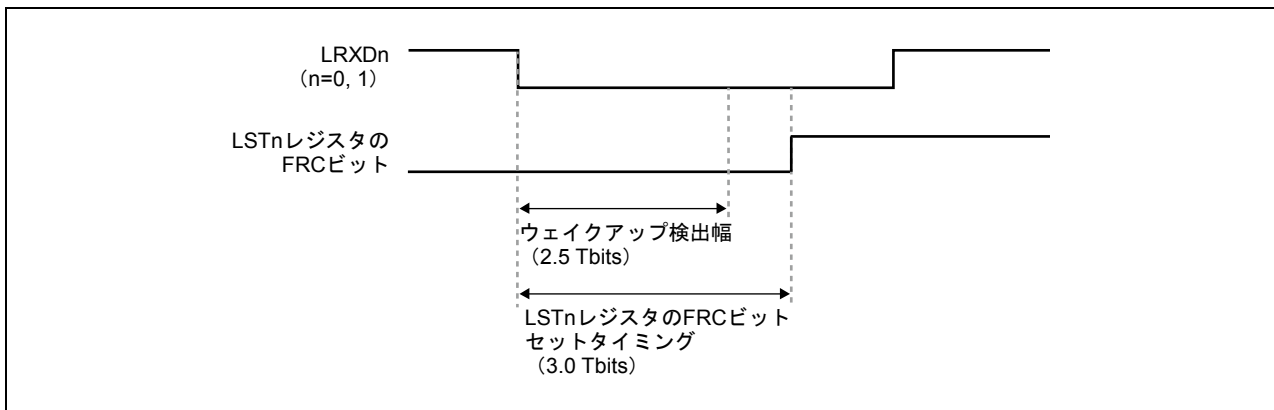 LRXDn
（n=0, 1）
LSTnレジスタの
FRCビット
ウェイクアップ検出幅
（2.5 Tbits）
LSTnレジスタのFRCビット
セットタイミング
（3.0 Tbits）